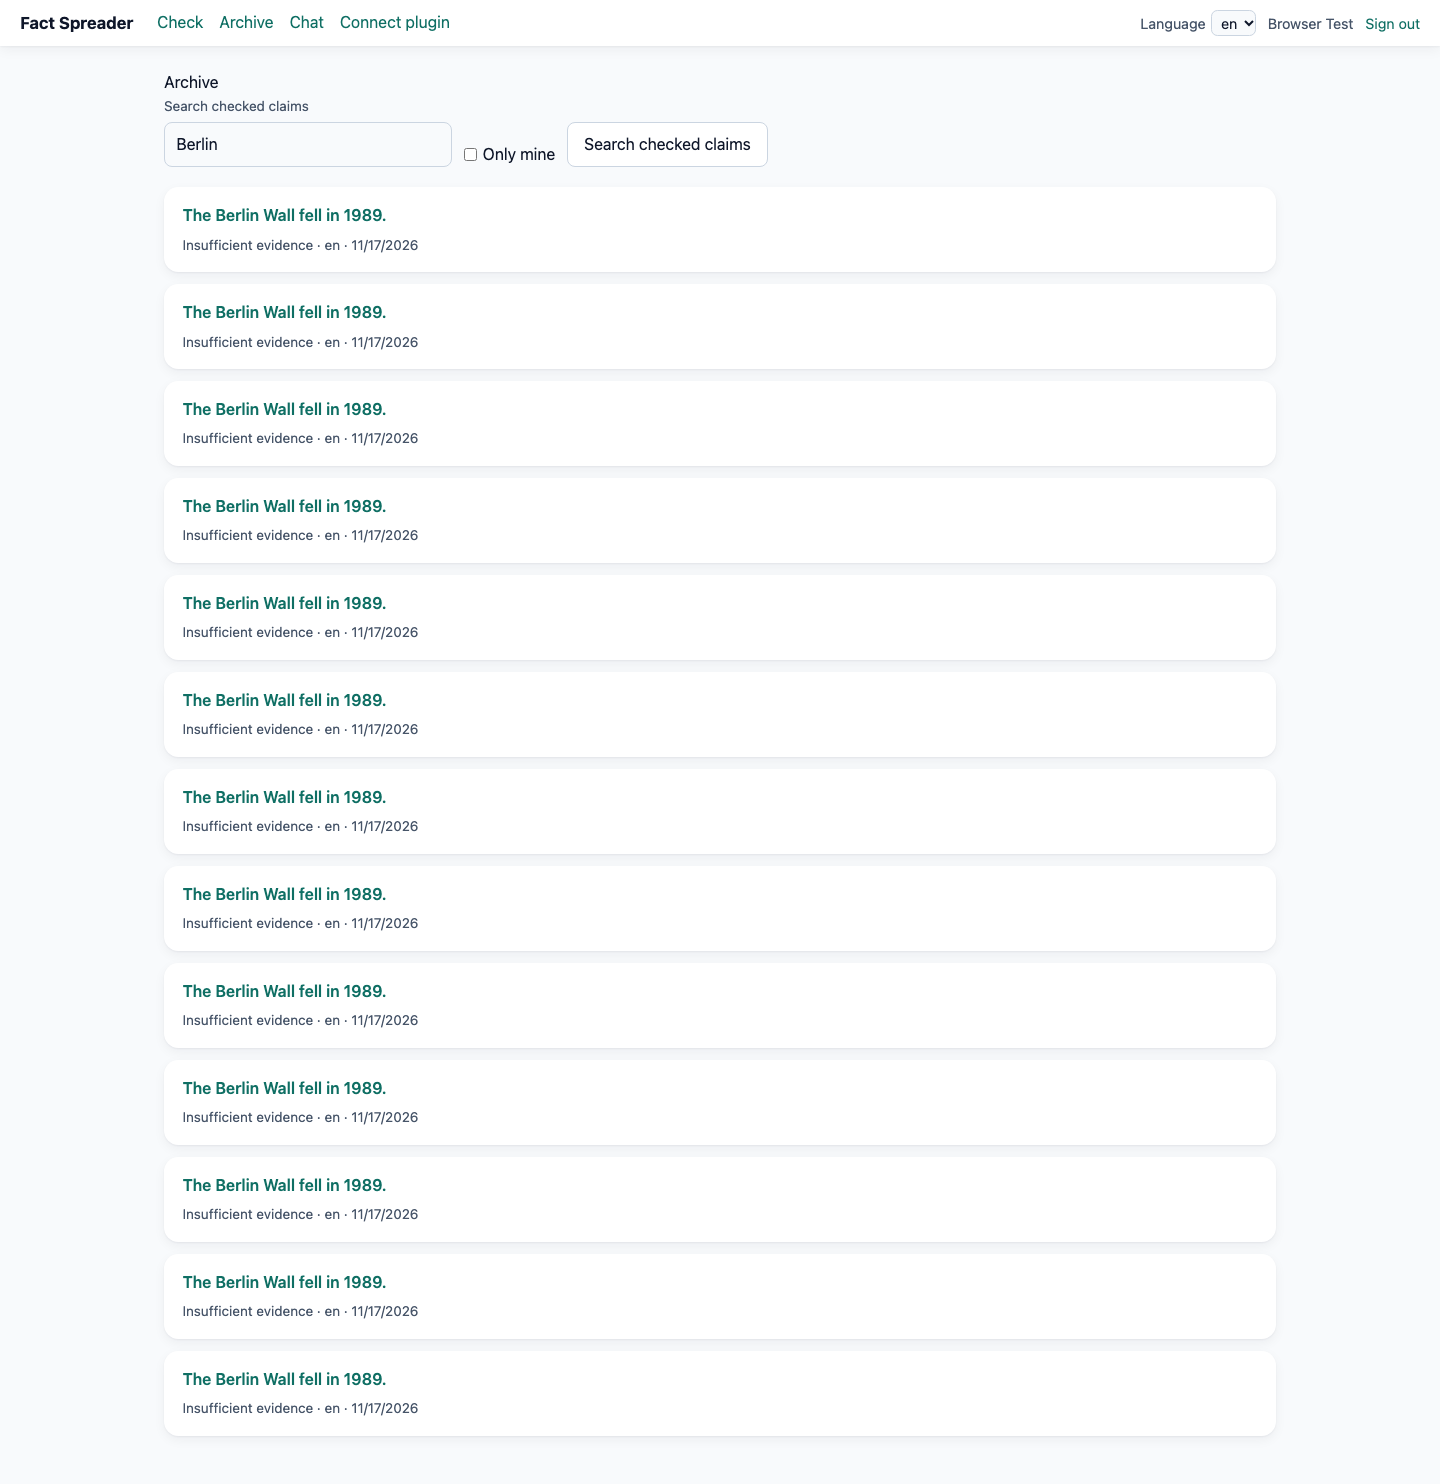 Fact Spreader Check Archive Chat Connect plugin Language en Browser Test Sign out
Archive
Search checked claims
Berlin Only mine Search checked claims
The Berlin Wall fell in 1989.
Insufficient evidence · en · 11/17/2026
The Berlin Wall fell in 1989.
Insufficient evidence · en · 11/17/2026
The Berlin Wall fell in 1989.
Insufficient evidence · en · 11/17/2026
The Berlin Wall fell in 1989.
Insufficient evidence · en · 11/17/2026
The Berlin Wall fell in 1989.
Insufficient evidence · en · 11/17/2026
The Berlin Wall fell in 1989.
Insufficient evidence · en · 11/17/2026
The Berlin Wall fell in 1989.
Insufficient evidence · en · 11/17/2026
The Berlin Wall fell in 1989.
Insufficient evidence · en · 11/17/2026
The Berlin Wall fell in 1989.
Insufficient evidence · en · 11/17/2026
The Berlin Wall fell in 1989.
Insufficient evidence · en · 11/17/2026
The Berlin Wall fell in 1989.
Insufficient evidence · en · 11/17/2026
The Berlin Wall fell in 1989.
Insufficient evidence · en · 11/17/2026
The Berlin Wall fell in 1989.
Insufficient evidence · en · 11/17/2026